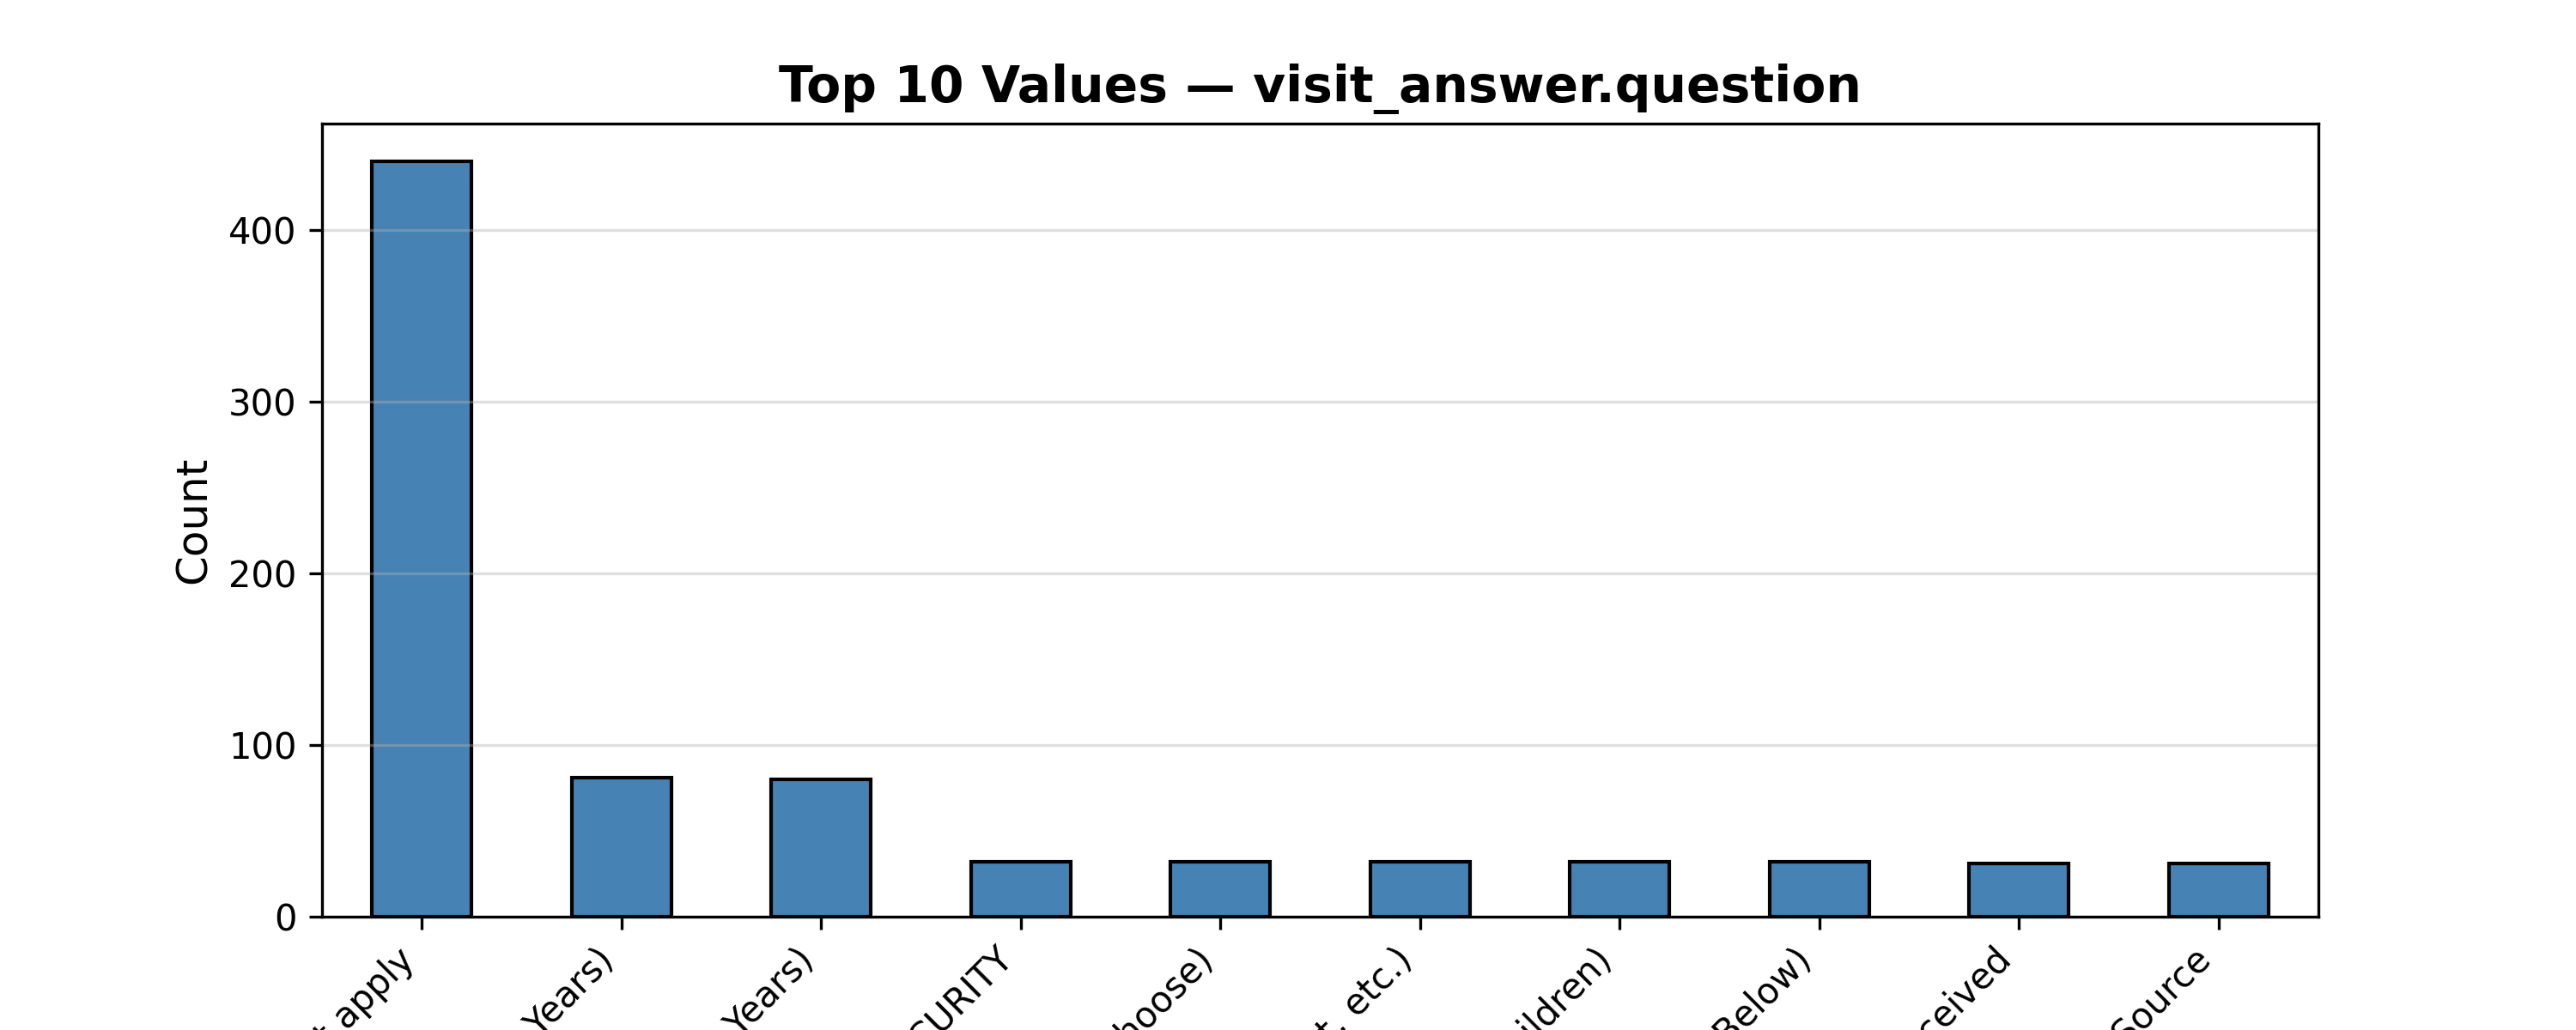 Top 10 Values — visit_answer.question
Count
400
300
200
100
0
apply
Years)
Years)
CURITY
hoose)
t, etc.)
ildren)
Below)
ceived
Source